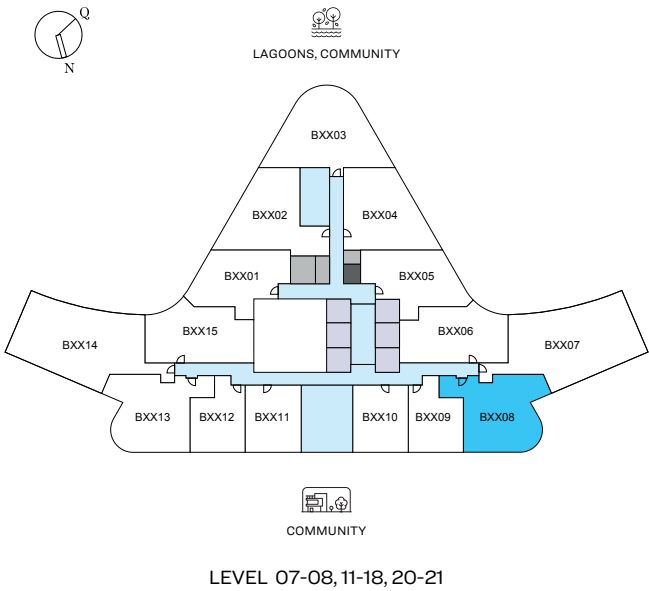 Q
N
LAGOONS, COMMUNITY
BXX03
BXX02
BXX04
BXX01
BXX05
BXX15
BXX06
BXX14
BXX07
BXX13
BXX12
BXX11
BXX10
BXX09
BXX08
COMMUNITY
LEVEL 07-08, 11-18, 20-21